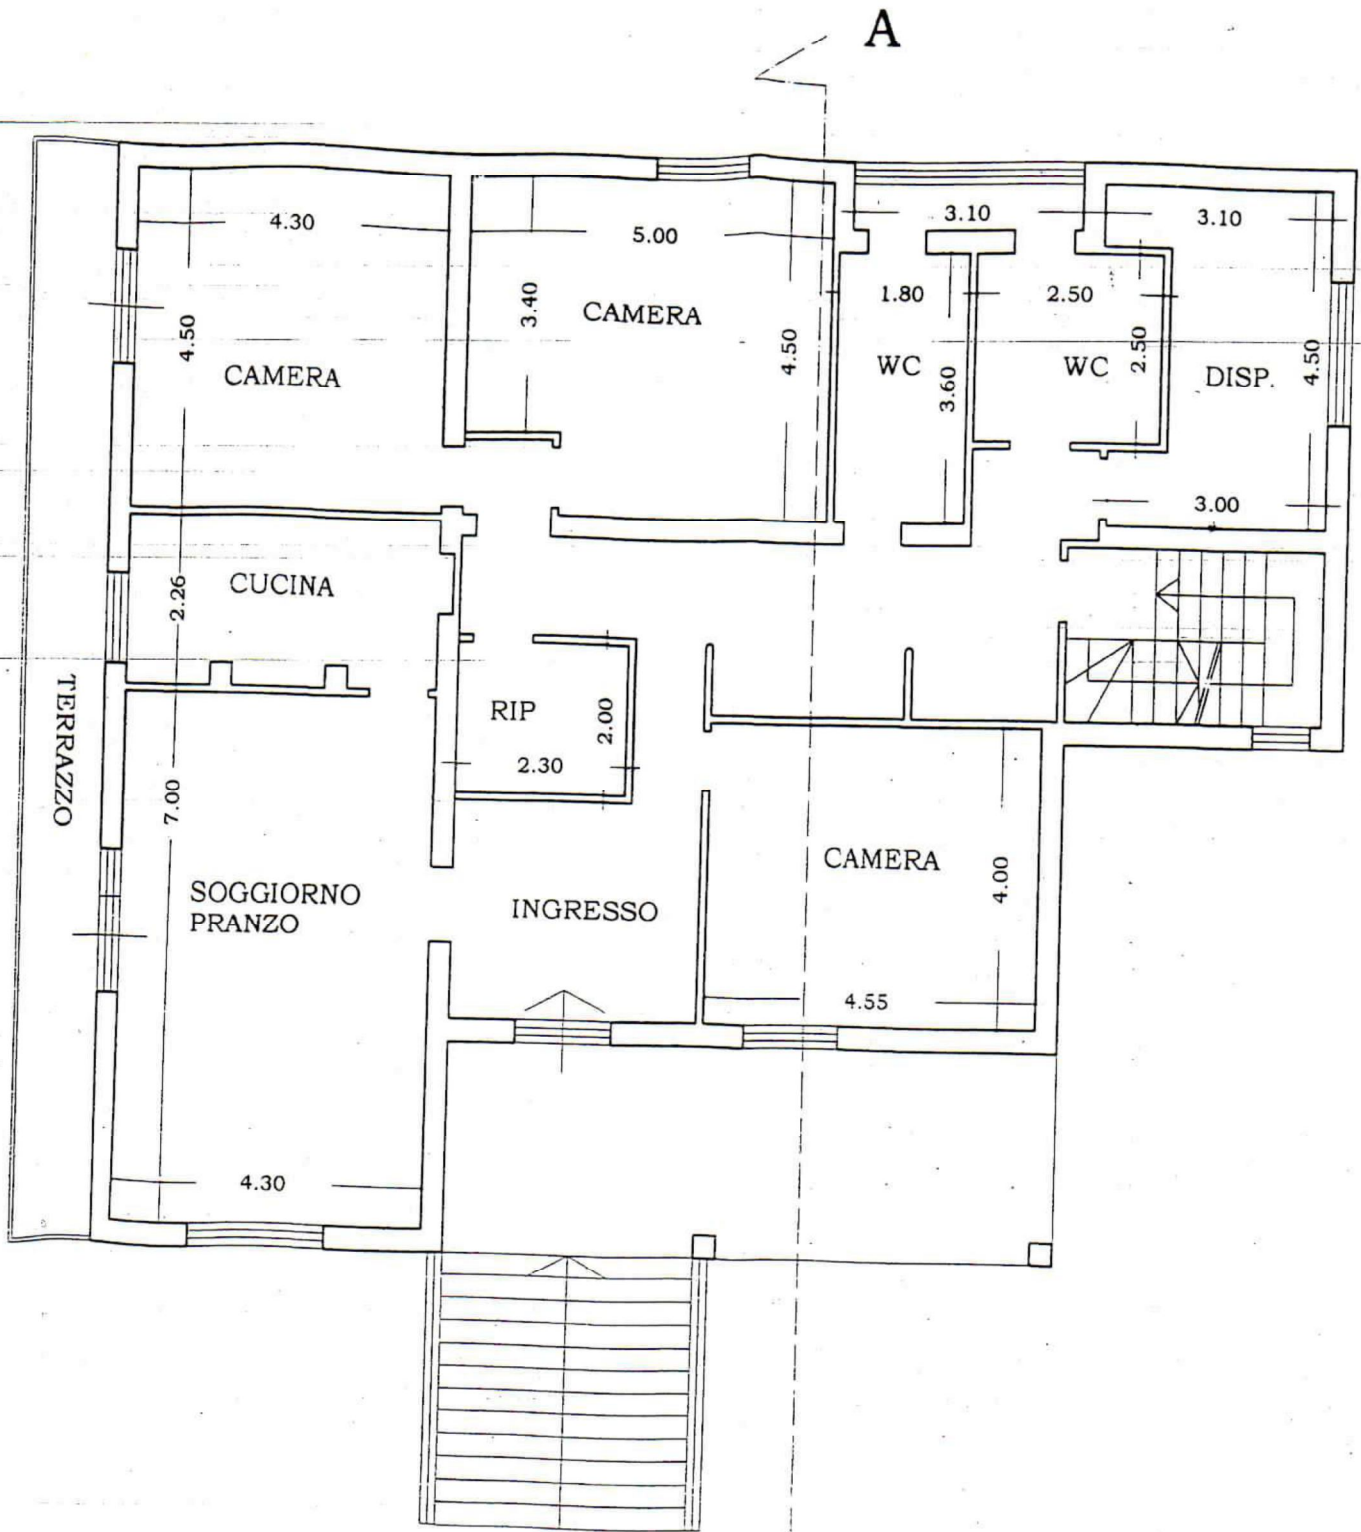 A
4.30
5.00
3.10
3.10
4.50
3.40
CAMERA
4.50
1.80
2.50
2.50
4.50
CAMERA
WC
3.60
WC
DISP.
3.00
CUCINA
2.26
TERRAZZO
RIP
2.00
2.30
7.00
SOGGIORNO
PRANZO
INGRESSO
CAMERA
4.00
4.55
4.30